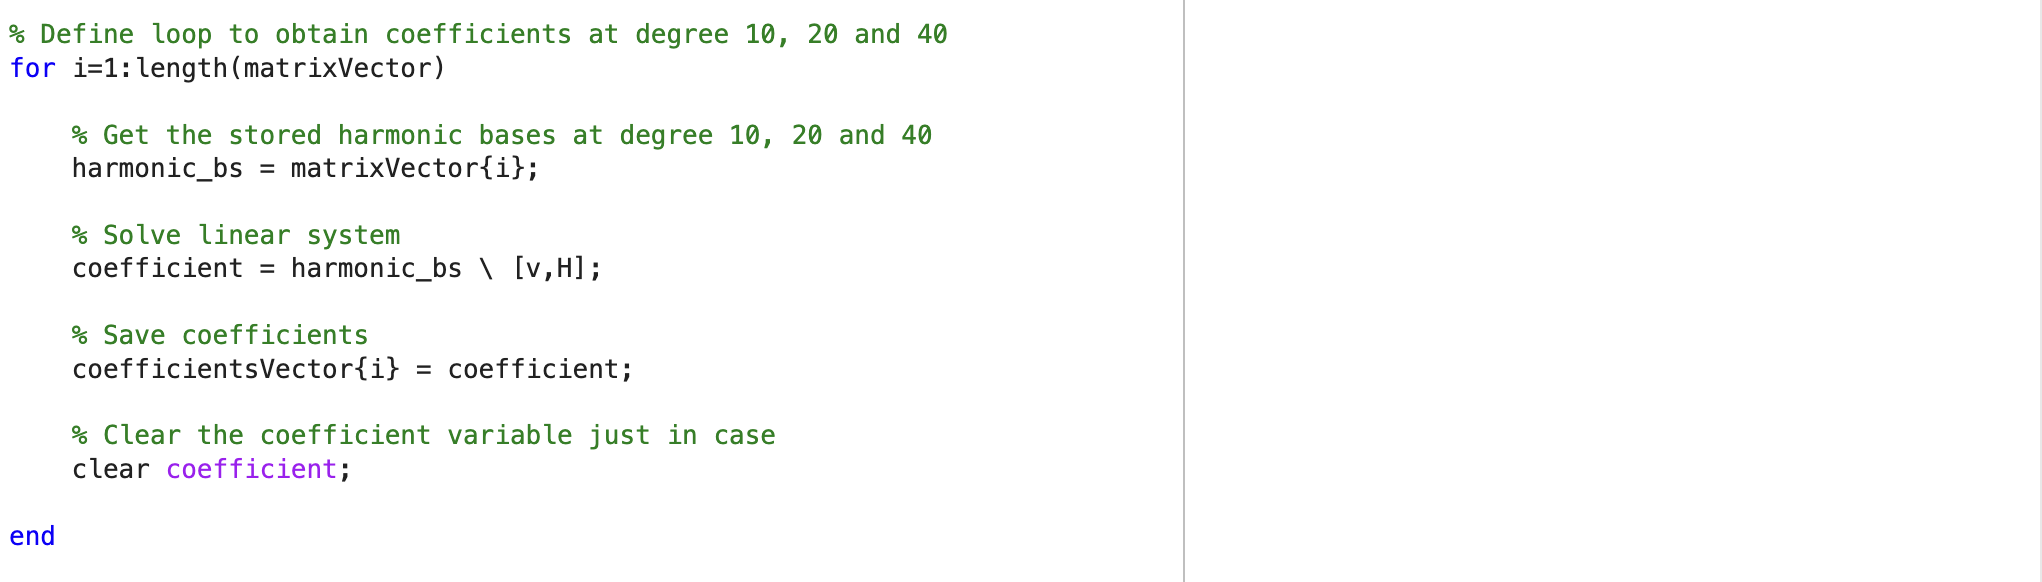 % Define loop to obtain coefficients at degree 10, 20 and 40
for i=1:length(matrixVector)
% Get the stored harmonic bases at degree 10, 20 and 40
harmonic_bs = matrixVector{i};
% Solve linear system
coefficient = harmonic_bs \ [v,H];
% Save coefficients
coefficientsVector{i} = coefficient;
% Clear the coefficient variable just in case
clear coefficient;
end